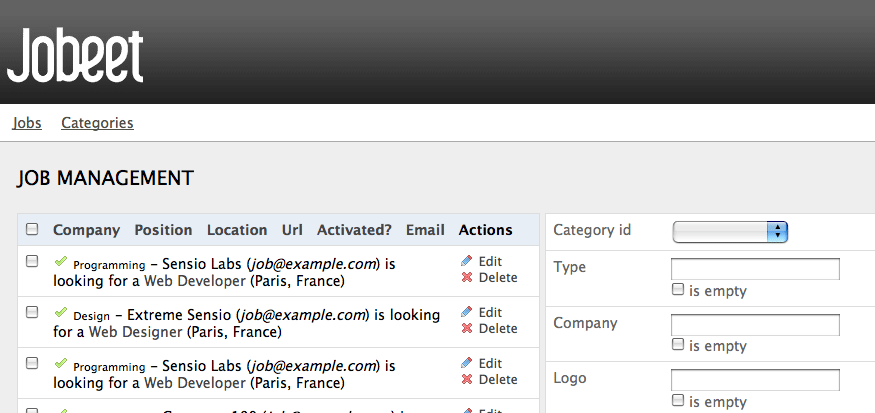 Jobeet
Jobs Categories
JOB MANAGEMENT
Company Position Location Url Activated? Email Actions
Programming – Sensio Labs (job@example.com) is
looking for a Web Developer (Paris, France)
Edit
Delete
Design – Extreme Sensio (job@example.com) is looking
for a Web Designer (Paris, France)
Edit
Delete
Programming – Sensio Labs (job@example.com) is
looking for a Web Developer (Paris, France)
Edit
Delete
Category id
Type
is empty
Company
is empty
Logo
is empty